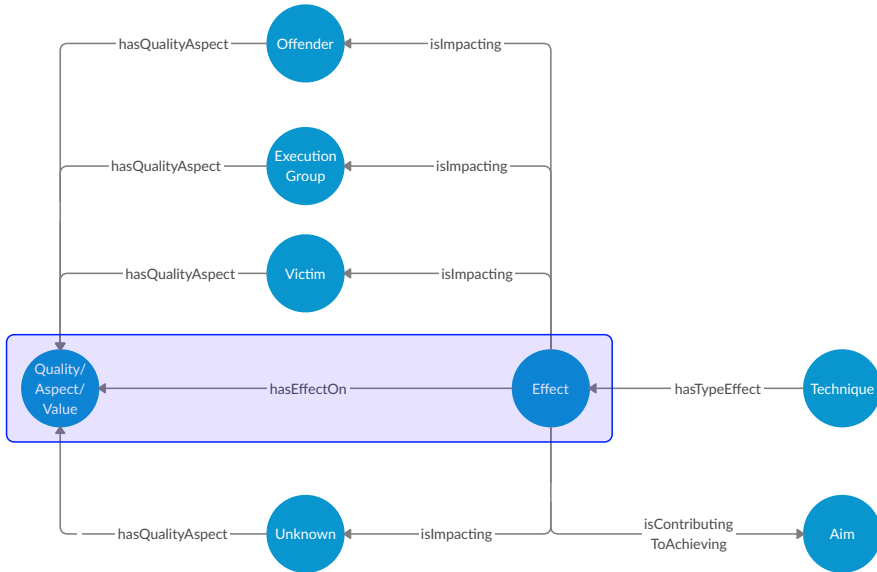 hasQualityAspect
Offender
isImpacting
hasQualityAspect
Execution
Group
isImpacting
hasQualityAspect
Victim
isImpacting
Quality/
Aspect/
Value
hasEffectOn
Effect
hasTypeEffect
Technique
hasQualityAspect
Unknown
isImpacting
isContributing
ToAchieving
Aim